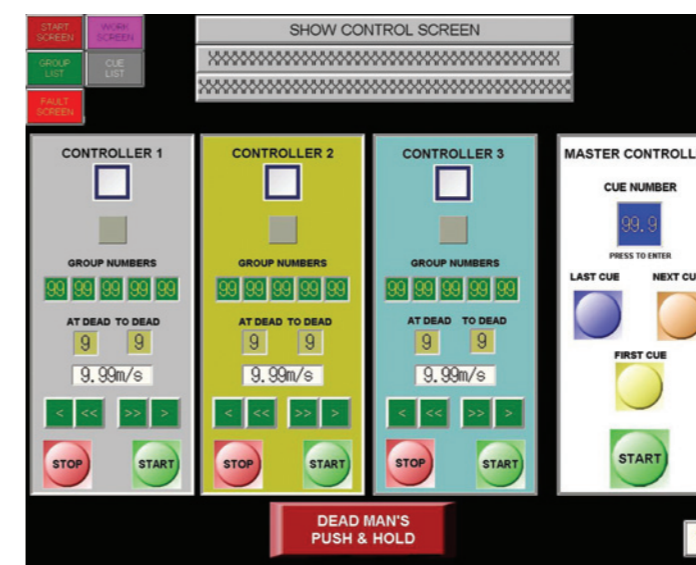 START
SCREEN
WORK
SCREEN
SHOW CONTROL SCREEN
GROUP
LIST
CUE
LIST
FAULT
SCREEN
CONTROLLER 1
GROUP NUMBERS
99 99 99 99 99
AT DEAD TO DEAD
9 9
9.99m/s
< << >> >
STOP START
CONTROLLER 2
GROUP NUMBERS
99 99 99 99 99
AT DEAD TO DEAD
9 9
9.99m/s
< << >> >
STOP START
CONTROLLER 3
GROUP NUMBERS
99 99 99 99 99
AT DEAD TO DEAD
9 9
9.99m/s
< << >> >
STOP START
MASTER CONTROLL
CUE NUMBER
99.9
PRESS TO ENTER
LAST CUE NEXT CU
FIRST CUE
START
DEAD MAN'S
PUSH & HOLD